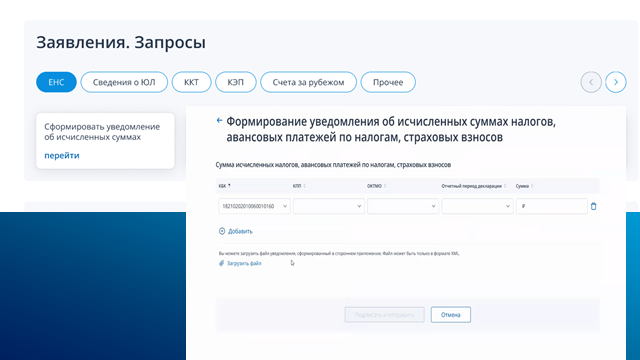 Заявления. Запросы
ЕНС
Сведения о ЮЛ
ККТ
КЭП
Счета за рубежом
Прочее
Сформировать уведомление
об исчисленных суммах
перейти
Формирование уведомления об исчисленных суммах налогов,
авансовых платежей по налогам, страховых взносов
Сумма исчисленных налогов, авансовых платежей по налогам, страховых взносов
КБК
КПП
ОКТМО
Отчетный период декларации
Сумма
18210202010060010160
₽
Добавить
Вы можете загрузить файл уведомления, сформированный в стороннем приложении. Файл может быть только в формате XML.
Загрузить файл
Подписать и отправить
Отмена